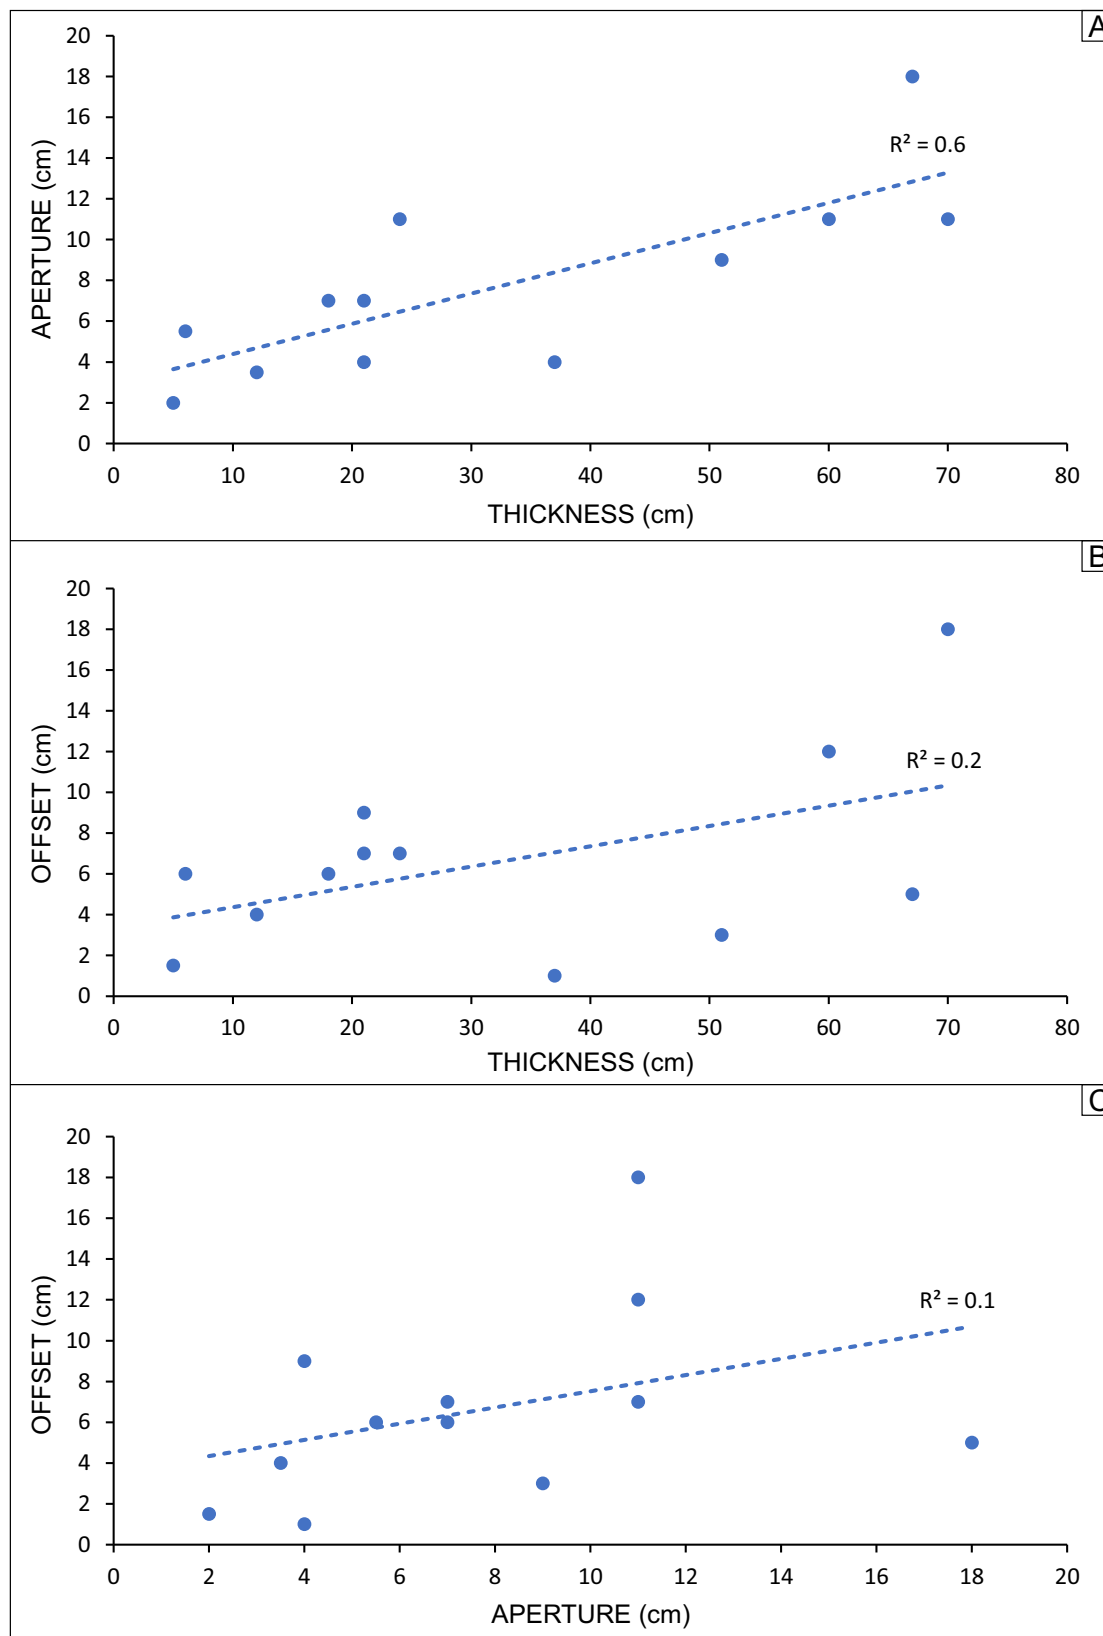 A
20
18
16
14
12
10
8
6
4
2
0
APERTURE (cm)
R² = 0.6
0 10 20 30 40 50 60 70 80
THICKNESS (cm)
B
20
18
16
14
12
10
8
6
4
2
0
OFFSET (cm)
R² = 0.2
0 10 20 30 40 50 60 70 80
THICKNESS (cm)
C
20
18
16
14
12
10
8
6
4
2
0
OFFSET (cm)
R² = 0.1
0 2 4 6 8 10 12 14 16 18 20
APERTURE (cm)